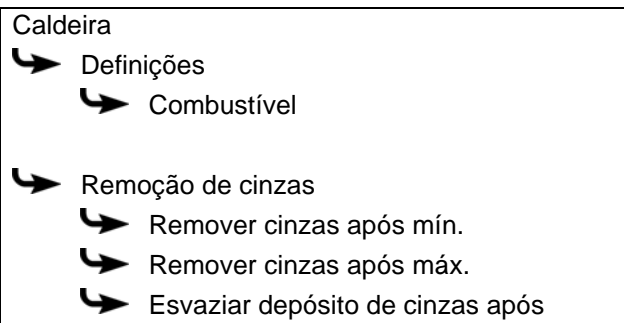 Caldeira
Definições
Combustível
Remoção de cinzas
Remover cinzas após mín.
Remover cinzas após máx.
Esvaziar depósito de cinzas após